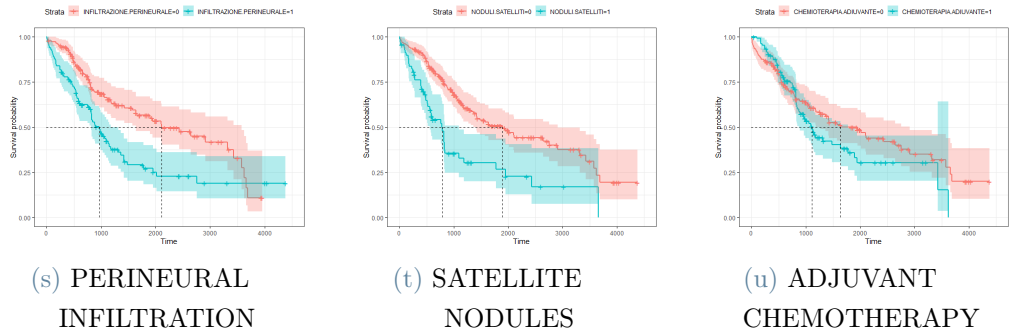 Strata INFILTRAZIONE.PERINEURALE=0 INFILTRAZIONE.PERINEURALE=1
Survival probability
1.00
0.75
0.50
0.25
0.00
0 1000 2000 3000 4000
Time
(s) PERINEURAL
INFILTRATION
Strata NODULI.SATELLITI=0 NODULI.SATELLITI=1
Survival probability
1.00
0.75
0.50
0.25
0.00
0 1000 2000 3000 4000
Time
(t) SATELLITE
NODULES
Strata CHEMIOTERAPIA.ADIUVANTE=0 CHEMIOTERAPIA.ADIUVANTE=1
Survival probability
1.00
0.75
0.50
0.25
0.00
0 1000 2000 3000 4000
Time
(u) ADJUVANT
CHEMOTHERAPY